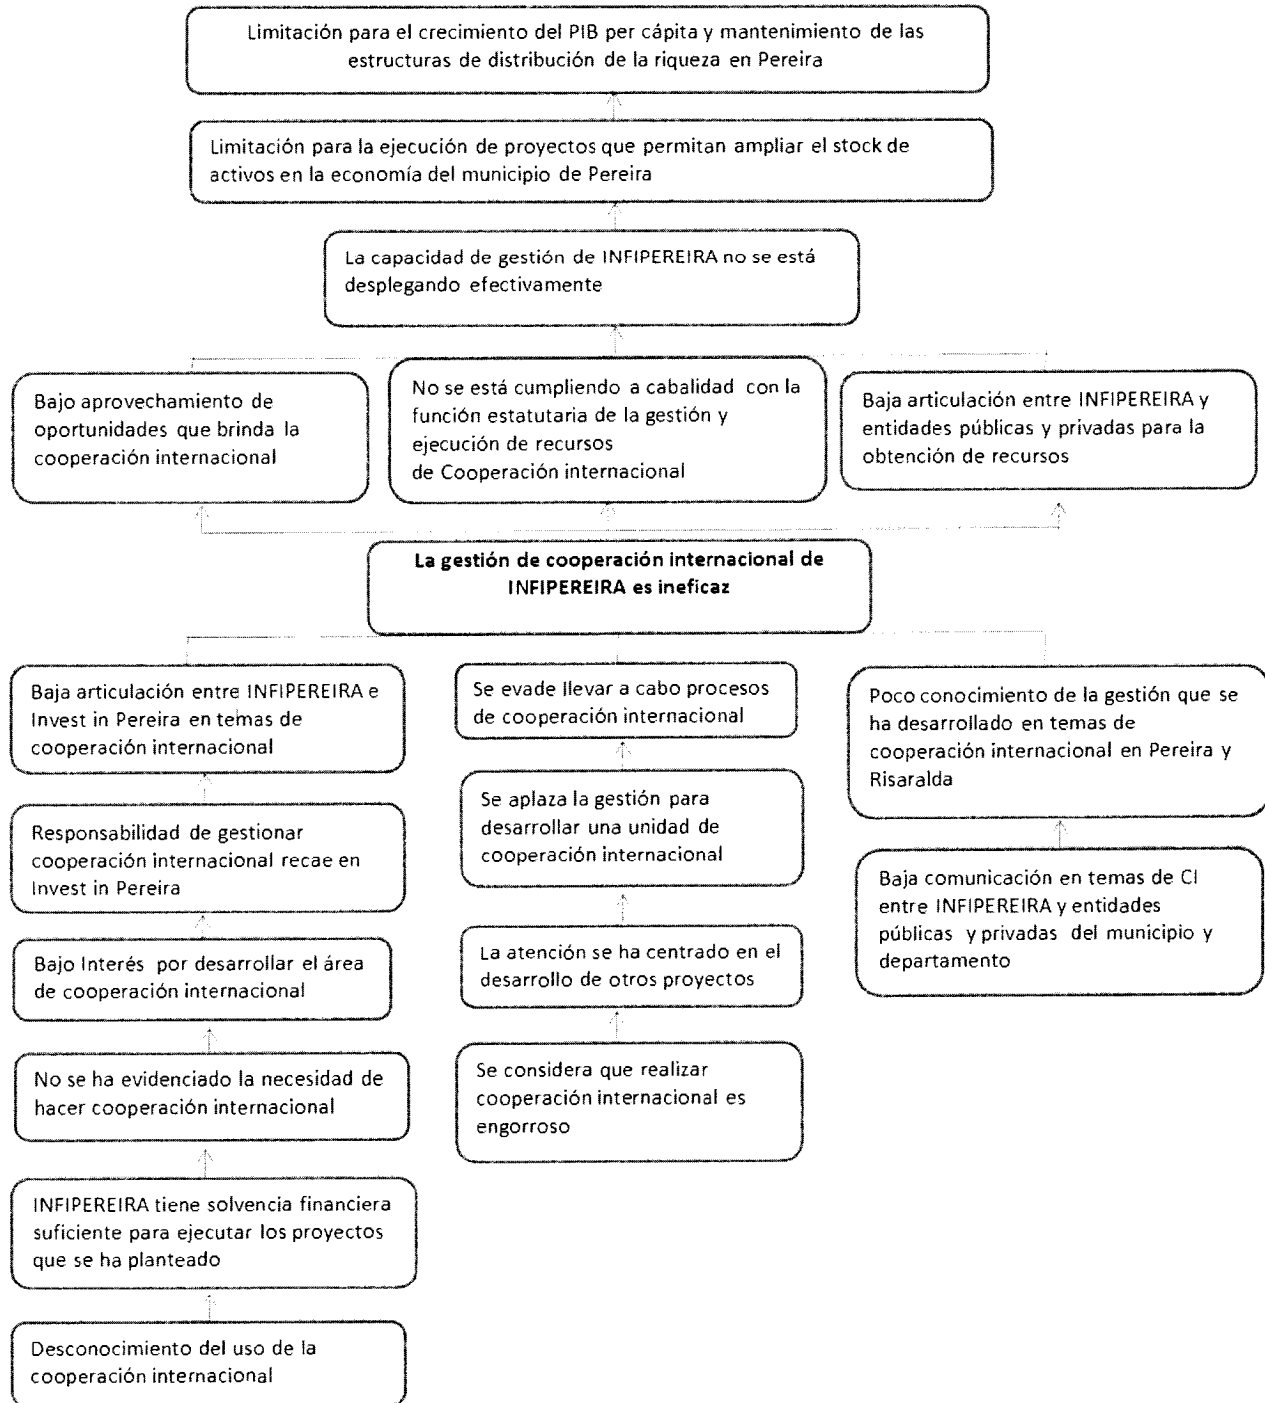 Limitación para el crecimiento del PIB per cápita y mantenimiento de las
estructuras de distribución de la riqueza en Pereira
Limitación para la ejecución de proyectos que permitan ampliar el stock de
activos en la economía del municipio de Pereira
La capacidad de gestión de INFIPEREIRA no se está
desplegando efectivamente
Bajo aprovechamiento de
oportunidades que brinda la
cooperación internacional
No se está cumpliendo a cabalidad con la
función estatutaria de la gestión y
ejecución de recursos
de Cooperación internacional
Baja articulación entre INFIPEREIRA y
entidades públicas y privadas para la
obtención de recursos
La gestión de cooperación internacional de
INFIPEREIRA es ineficaz
Baja articulación entre INFIPEREIRA e
Invest in Pereira en temas de
cooperación internacional
Responsabilidad de gestionar
cooperación internacional recae en
Invest in Pereira
Bajo Interés por desarrollar el área
de cooperación internacional
No se ha evidenciado la necesidad de
hacer cooperación internacional
INFIPEREIRA tiene solvencia financiera
suficiente para ejecutar los proyectos
que se ha planteado
Desconocimiento del uso de la
cooperación internacional
Se evade llevar a cabo procesos
de cooperación internacional
Se aplaza la gestión para
desarrollar una unidad de
cooperación internacional
La atención se ha centrado en el
desarrollo de otros proyectos
Se considera que realizar
cooperación internacional es
engorroso
Poco conocimiento de la gestión que se
ha desarrollado en temas de
cooperación internacional en Pereira y
Risaralda
Baja comunicación en temas de CI
entre INFIPEREIRA y entidades
públicas y privadas del municipio y
departamento